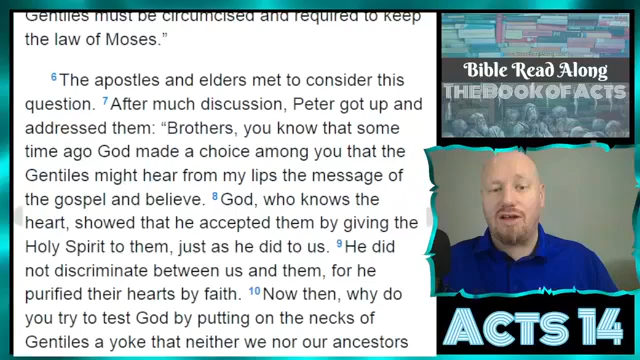 Gentiles must be circumcised and required to keep
the law of Moses.”
6 The apostles and elders met to consider this
question. 7 After much discussion, Peter got up and
addressed them: “Brothers, you know that some
time ago God made a choice among you that the
Gentiles might hear from my lips the message of
the gospel and believe. 8 God, who knows the
heart, showed that he accepted them by giving the
Holy Spirit to them, just as he did to us. 9 He did
not discriminate between us and them, for he
purified their hearts by faith. 10 Now then, why do
you try to test God by putting on the necks of
Gentiles a yoke that neither we nor our ancestors
Bible Read Along
The Book of Acts
Acts 14